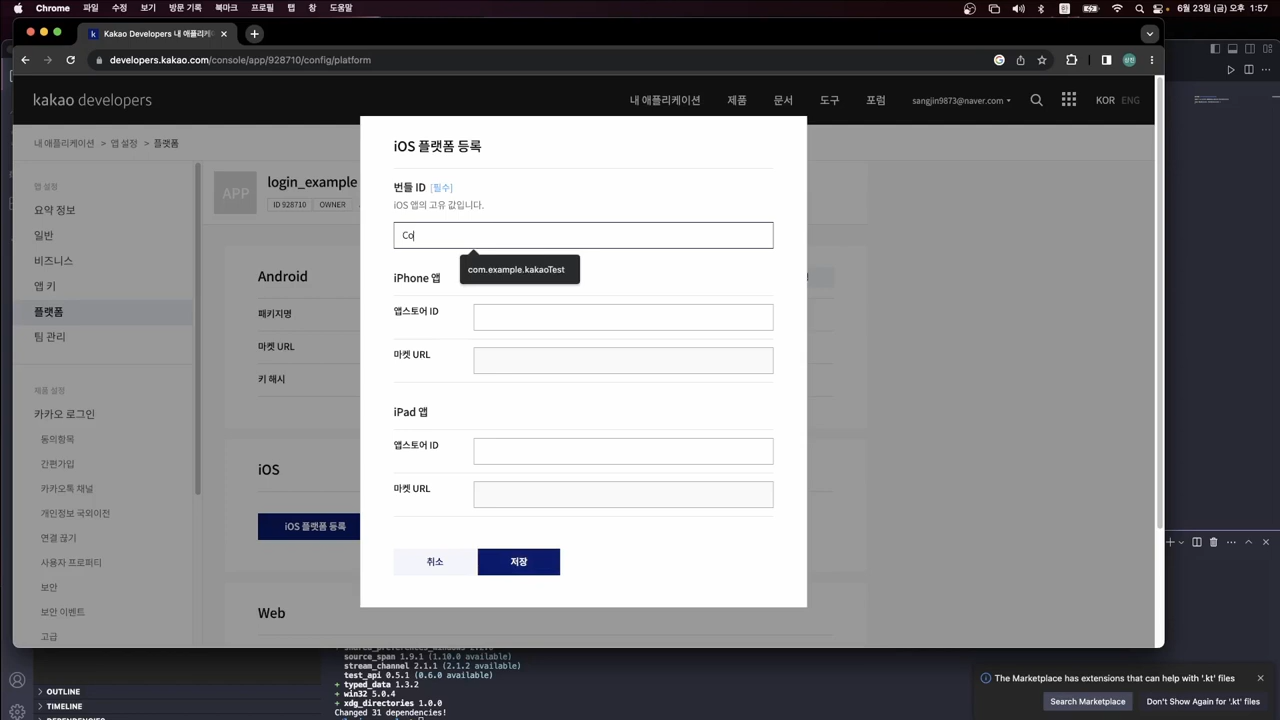 Chrome 파일 수정 보기 방문 기록 북마크 프로필 탭 창 도움말
한
6월 23일(금) 오후 1:57
Kakao Developers 내 애플리케이
developers.kakao.com/console/app/928710/config/platform
상진
kakao developers
내 애플리케이션 제품 문서 도구 포럼 sangjin9873@naver.com KOR ENG
내 애플리케이션 > 앱 설정 > 플랫폼
앱 설정
요약 정보
일반
비즈니스
앱 키
플랫폼
팀 관리
제품 설정
카카오 로그인
동의항목
간편가입
카카오톡 채널
개인정보 국외이전
연결 끊기
사용자 프로퍼티
보안
보안 이벤트
고급
APP
login_example
ID 928710 OWNER
Android
패키지명
마켓 URL
키 해시
iOS
iOS 플랫폼 등록
Web
iOS 플랫폼 등록
번들 ID [필수]
iOS 앱의 고유 값입니다.
Co
com.example.kakaoTest
iPhone 앱
앱스토어 ID
마켓 URL
iPad 앱
앱스토어 ID
마켓 URL
취소 저장
source_span 1.9.1 (1.10.0 available)
stream_channel 2.1.1 (2.1.2 available)
test_api 0.5.1 (0.6.0 available)
+ typed_data 1.3.2
+ win32 5.0.4
+ xdg_directories 1.0.0
Changed 31 dependencies!
OUTLINE
TIMELINE
The Marketplace has extensions that can help with '.kt' files
Search Marketplace Don't Show Again for '.kt' files